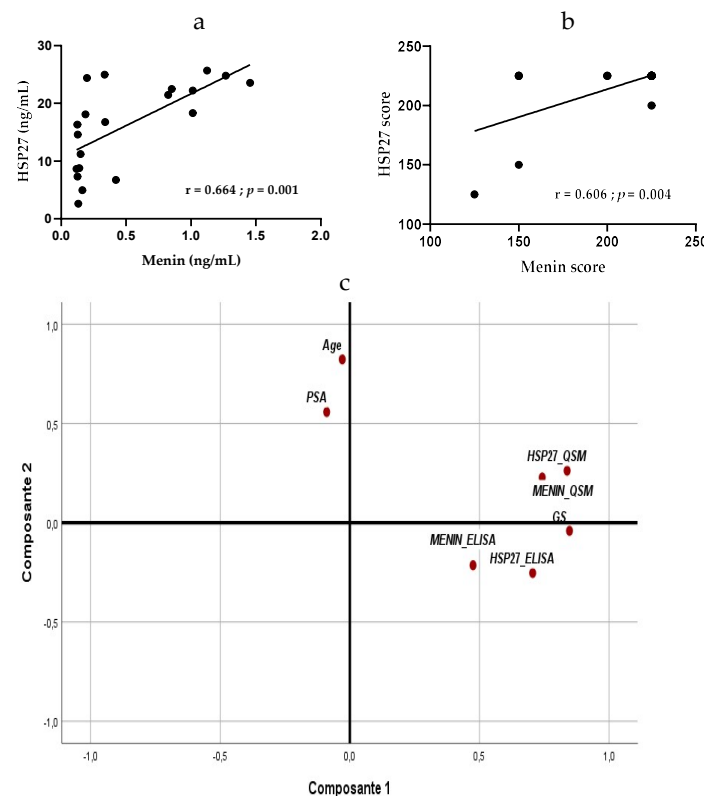 a
30
20
10
0
HSP27 (ng/mL)
0.0 0.5 1.0 1.5 2.0
Menin (ng/mL)
r = 0.664 ; p = 0.001
b
250
200
150
100
HSP27 score
100 150 200 250
Menin score
r = 0.606 ; p = 0.004
c
1,0
0,5
0,0
-0,5
-1,0
Composante 2
Age
PSA
HSP27_QSM
MENIN_QSM
GS
MENIN_ELISA
HSP27_ELISA
-1,0 -0,5 0,0 0,5 1,0
Composante 1